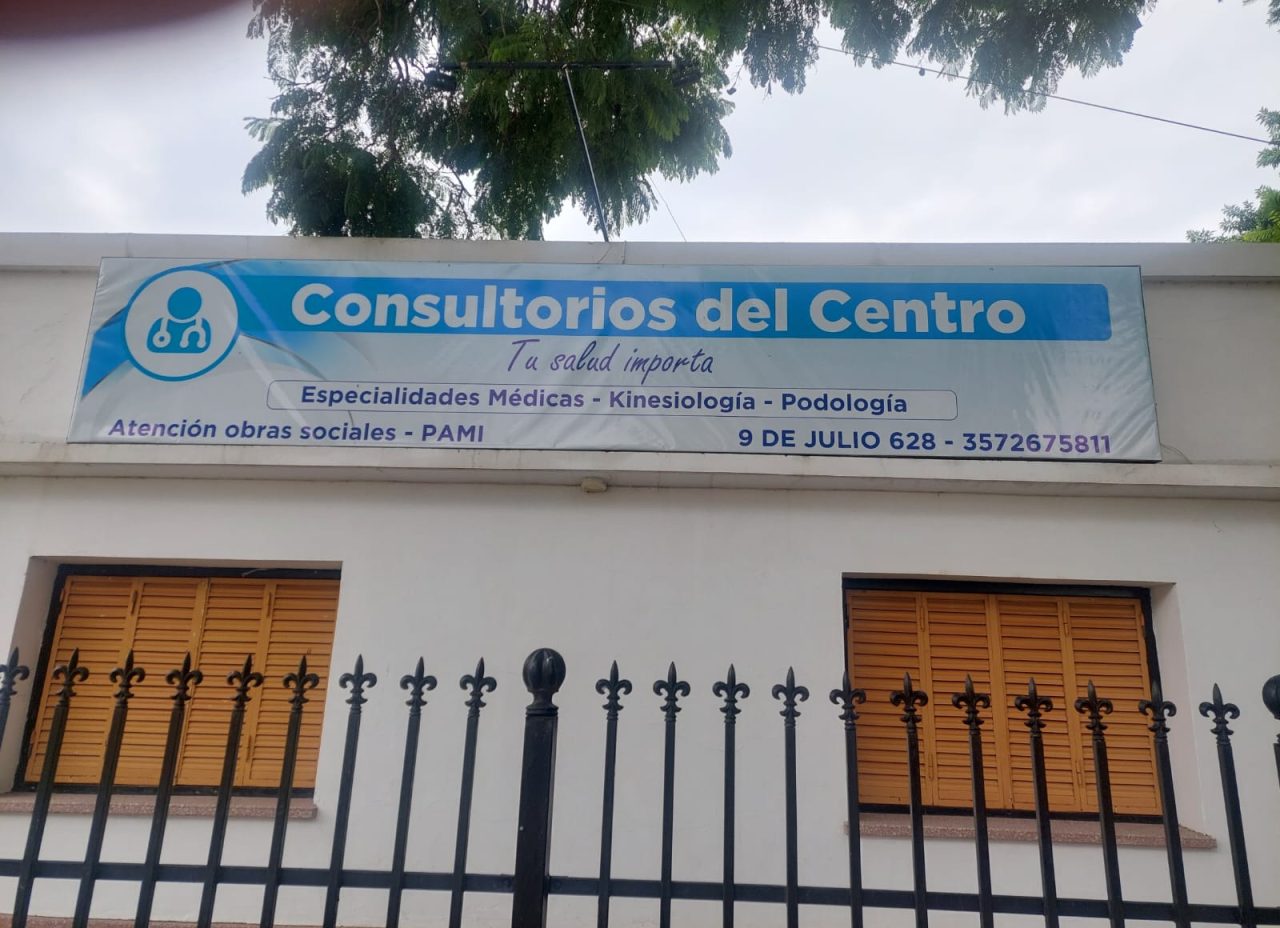 Consultorios del Centro
Tu salud importa
Especialidades Médicas - Kinesiología - Podología
Atención obras sociales - PAMI
9 DE JULIO 628 - 3572675811